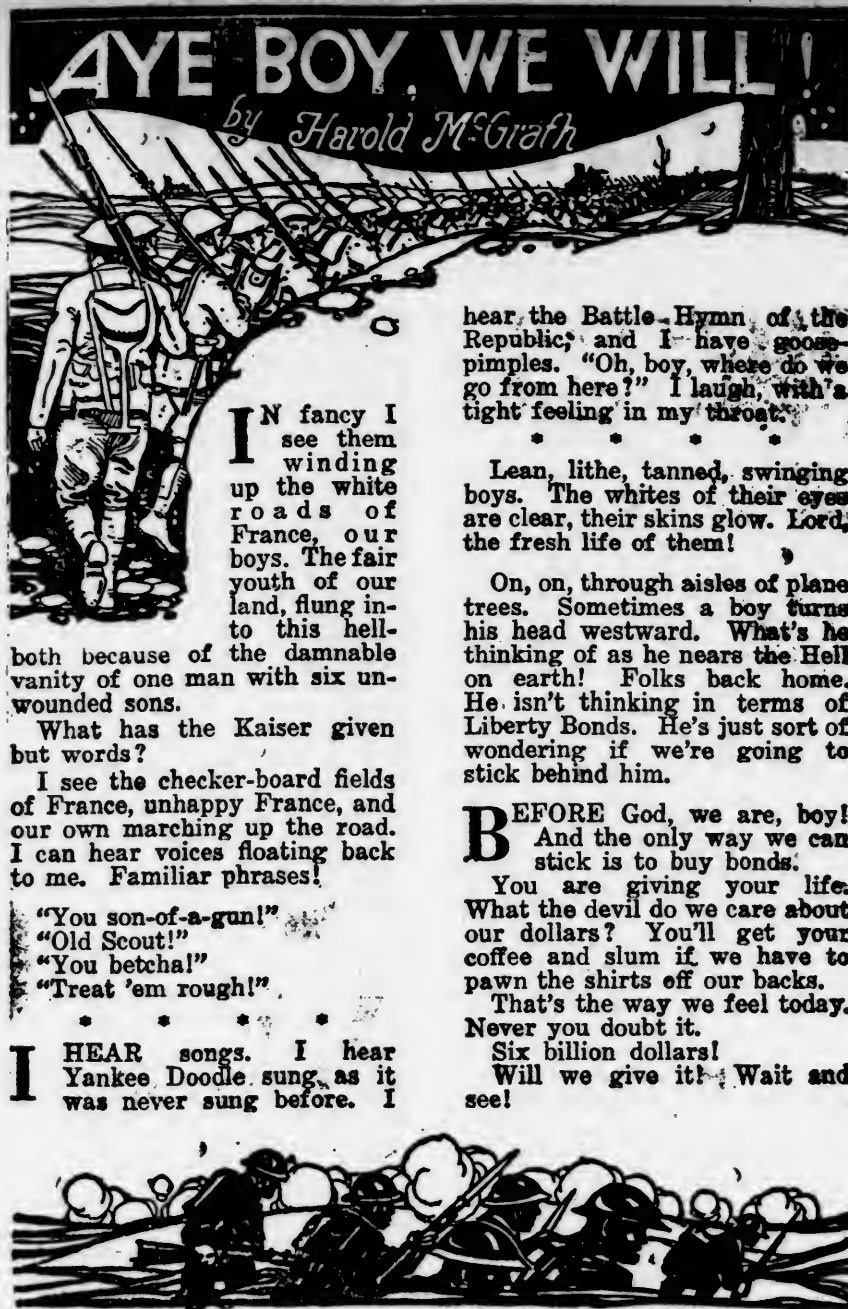 AYE BOY, WE WILL!
by Harold McGrath
IN fancy I
see them
winding
up the white
roads of
France, our
boys. The fair
youth of our
land, flung in-
to this hell-
both because of the damnable
vanity of one man with six un-
wounded sons.
What has the Kaiser given
but words?
I see the checker-board fields
of France, unhappy France, and
our own marching up the road.
I can hear voices floating back
to me. Familiar phrases!
"You son-of-a-gun!"
"Old Scout!"
"You betcha!"
"Treat 'em rough!"
* * * *
I HEAR songs. I hear
Yankee Doodle sung as it
was never sung before. I
hear the Battle Hymn of the
Republic, and I have goose-
pimples. "Oh, boy, where do we
go from here?" I laugh, with a
tight feeling in my throat.
* * * *
Lean, lithe, tanned, swinging
boys. The whites of their eyes
are clear, their skins glow. Lord,
the fresh life of them!
On, on, through aisles of plane
trees. Sometimes a boy turns
his head westward. What's he
thinking of as he nears the Hell
on earth! Folks back home.
He isn't thinking in terms of
Liberty Bonds. He's just sort of
wondering if we're going to
stick behind him.
BEFORE God, we are, boy!
And the only way we can
stick is to buy bonds.
You are giving your life.
What the devil do we care about
our dollars? You'll get your
coffee and slum if we have to
pawn the shirts off our backs.
That's the way we feel today.
Never you doubt it.
Six billion dollars!
Will we give it! Wait and
see!